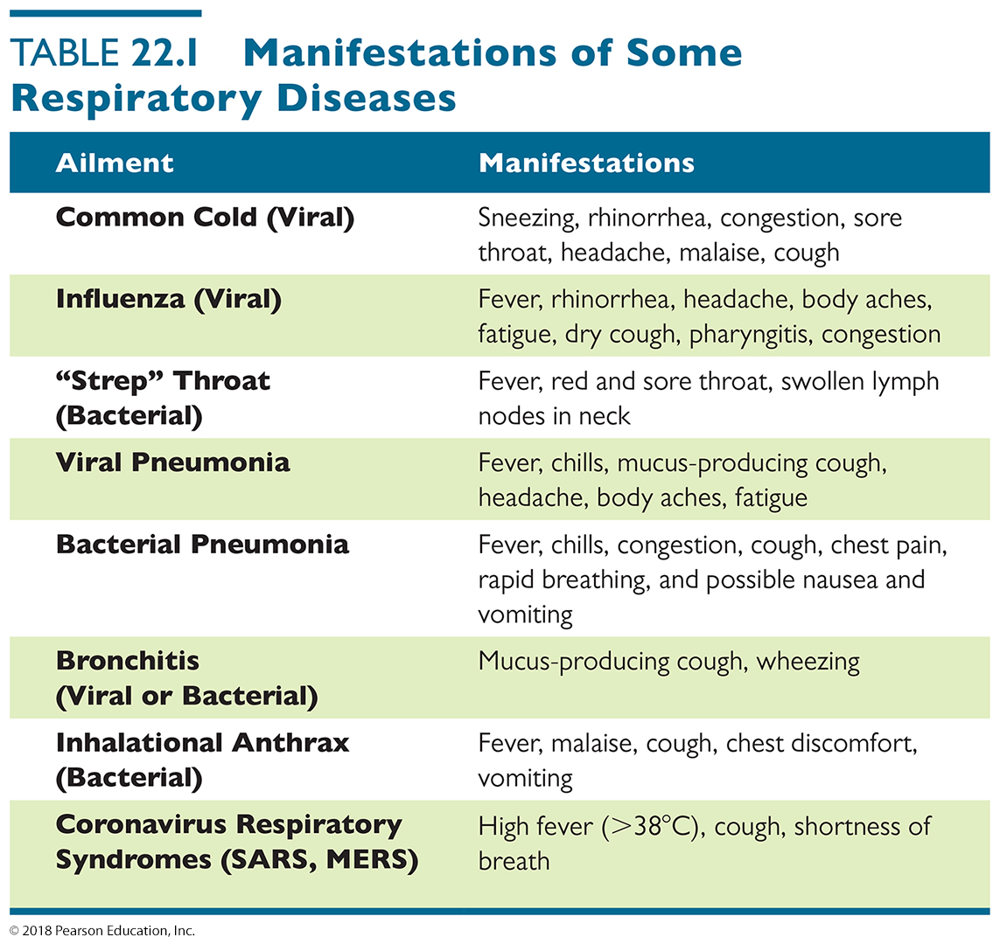 TABLE 22.1 Manifestations of Some
Respiratory Diseases
Ailment Manifestations
Common Cold (Viral) Sneezing, rhinorrhea, congestion, sore
throat, headache, malaise, cough
Influenza (Viral) Fever, rhinorrhea, headache, body aches,
fatigue, dry cough, pharyngitis, congestion
“Strep” Throat Fever, red and sore throat, swollen lymph
(Bacterial) nodes in neck
Viral Pneumonia Fever, chills, mucus-producing cough,
headache, body aches, fatigue
Bacterial Pneumonia Fever, chills, congestion, cough, chest pain,
rapid breathing, and possible nausea and
vomiting
Bronchitis Mucus-producing cough, wheezing
(Viral or Bacterial)
Inhalational Anthrax Fever, malaise, cough, chest discomfort,
(Bacterial) vomiting
Coronavirus Respiratory High fever (>38°C), cough, shortness of
Syndromes (SARS, MERS) breath
© 2018 Pearson Education, Inc.